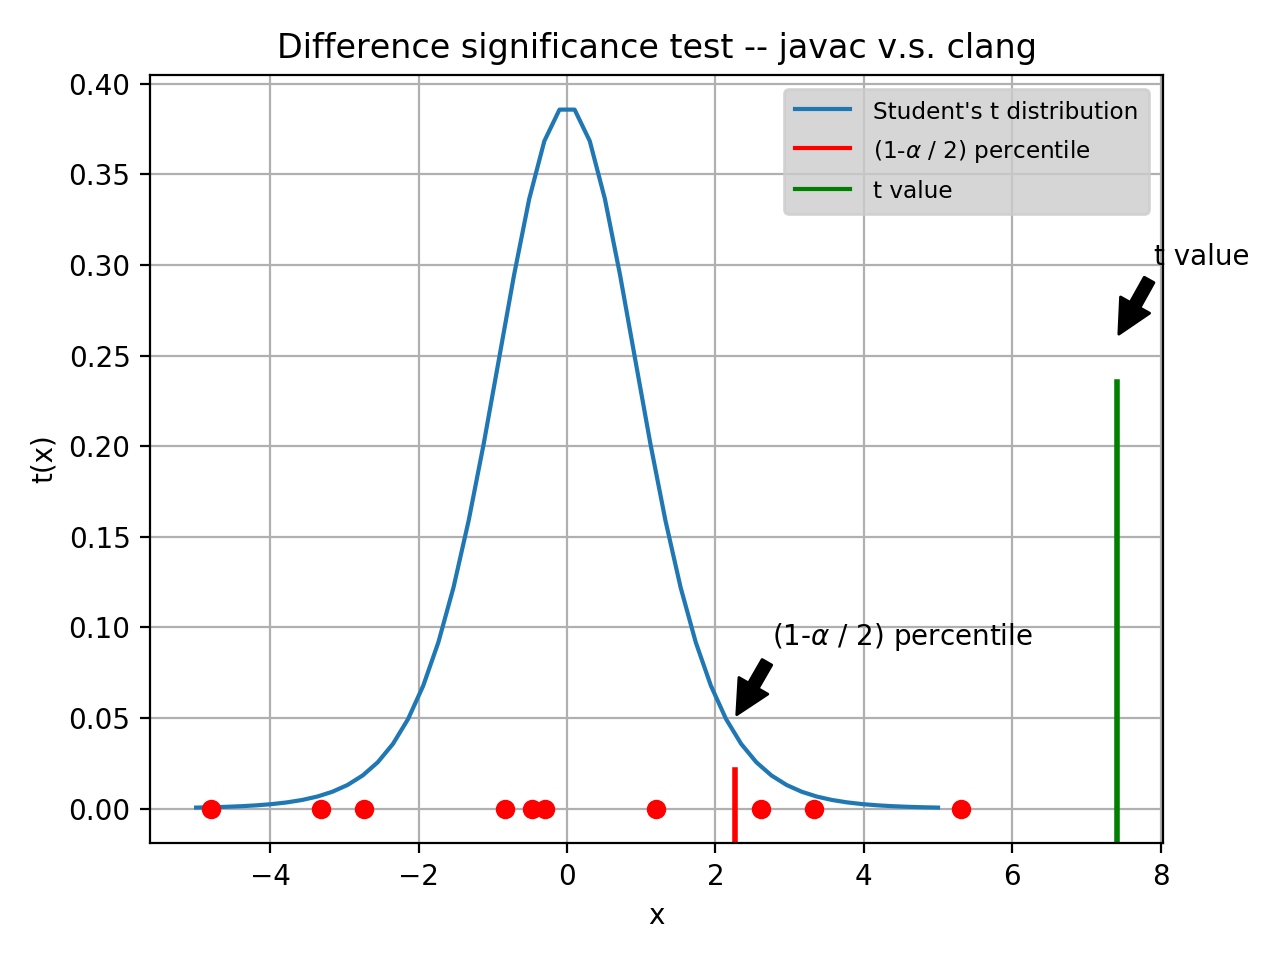 Difference significance test -- javac v.s. clang
0.40
0.35
0.30
0.25
0.20
0.15
0.10
0.05
0.00
t(x)
Student's t distribution
(1-α / 2) percentile
t value
t value
(1-α / 2) percentile
−4 −2 0 2 4 6 8
x